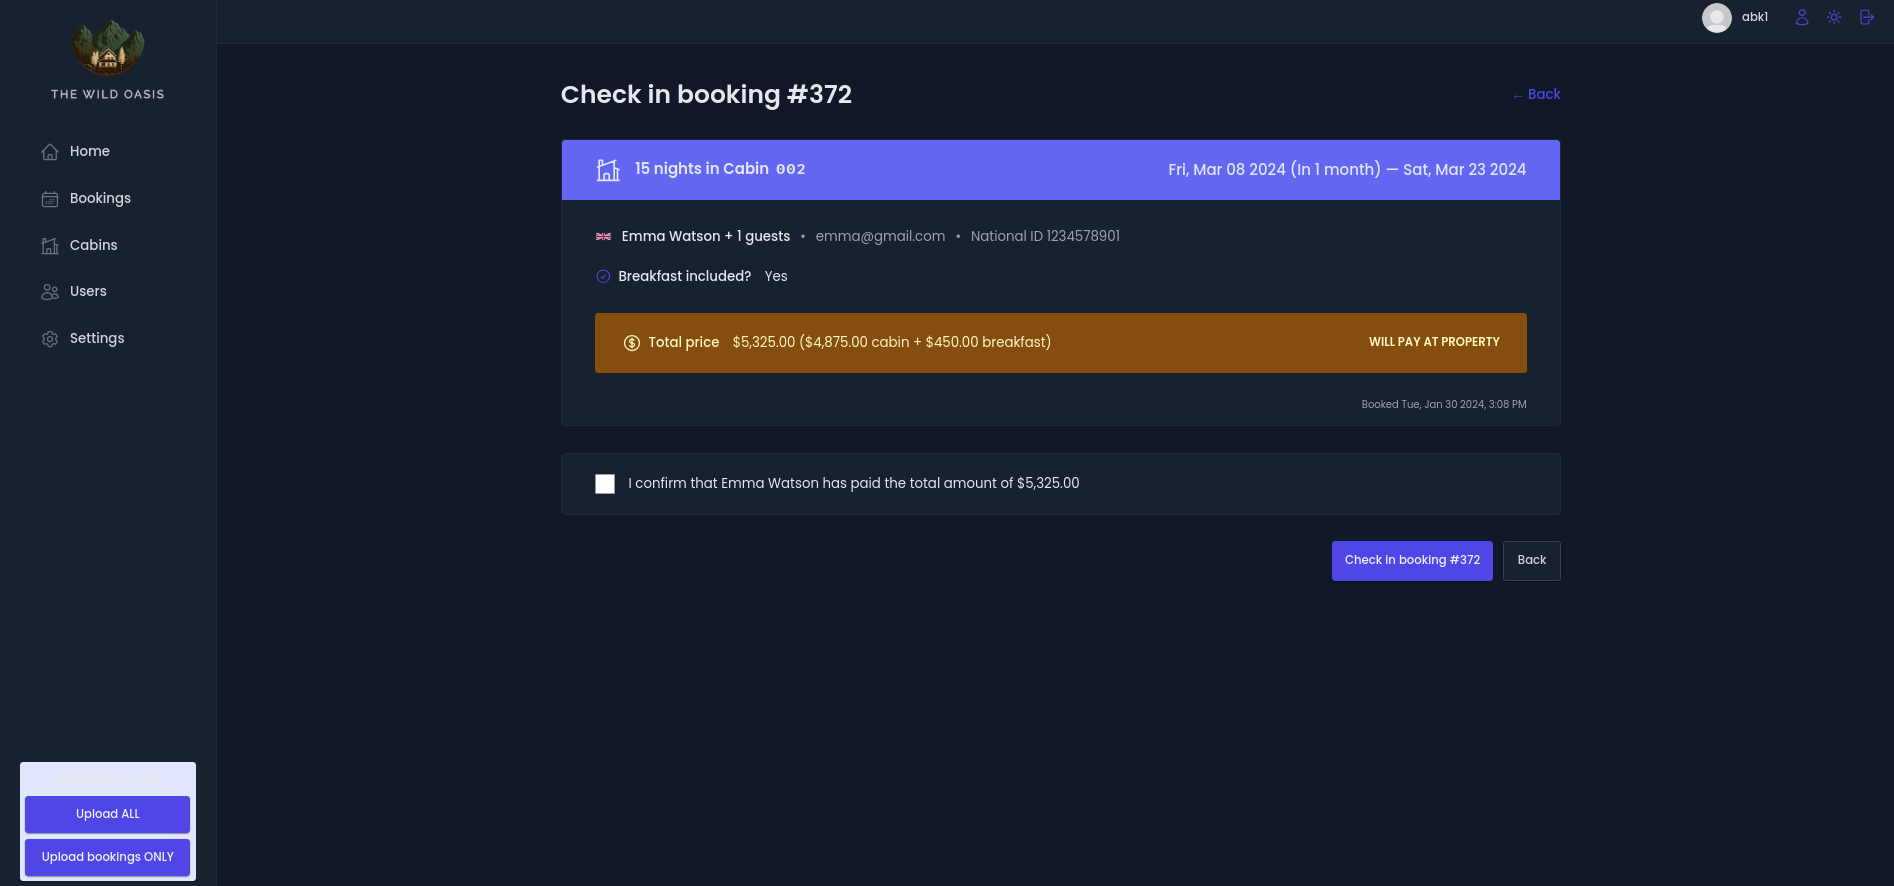 abk1
THE WILD OASIS
Home
Bookings
Cabins
Users
Settings
Upload ALL
Upload bookings ONLY
Check in booking #372
← Back
15 nights in Cabin 002
Fri, Mar 08 2024 (In 1 month) — Sat, Mar 23 2024
Emma Watson + 1 guests • emma@gmail.com • National ID 1234578901
Breakfast included? Yes
Total price $5,325.00 ($4,875.00 cabin + $450.00 breakfast)
WILL PAY AT PROPERTY
Booked Tue, Jan 30 2024, 3:08 PM
I confirm that Emma Watson has paid the total amount of $5,325.00
Check in booking #372
Back